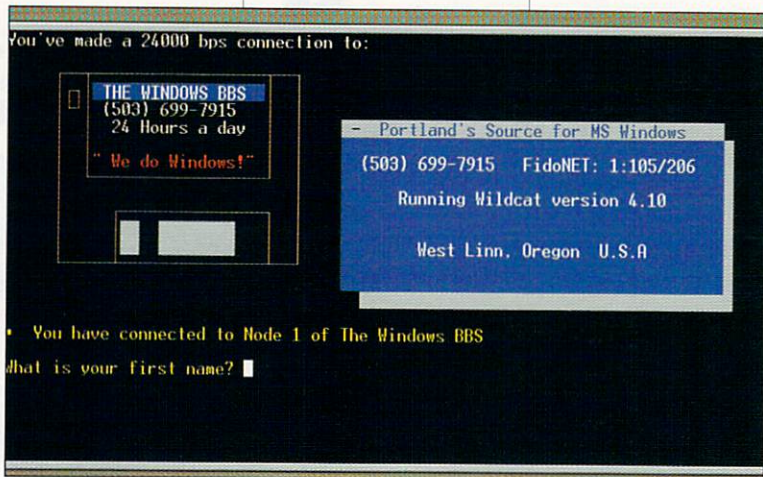 You've made a 24000 bps connection to:
THE WINDOWS BBS
(503) 699-7915
24 Hours a day
" We do Windows!"
- Portland's Source for MS Windows
(503) 699-7915 FidoNET: 1:105/206
Running Wildcat version 4.10
West Linn, Oregon U.S.A
• You have connected to Node 1 of The Windows BBS
What is your first name?